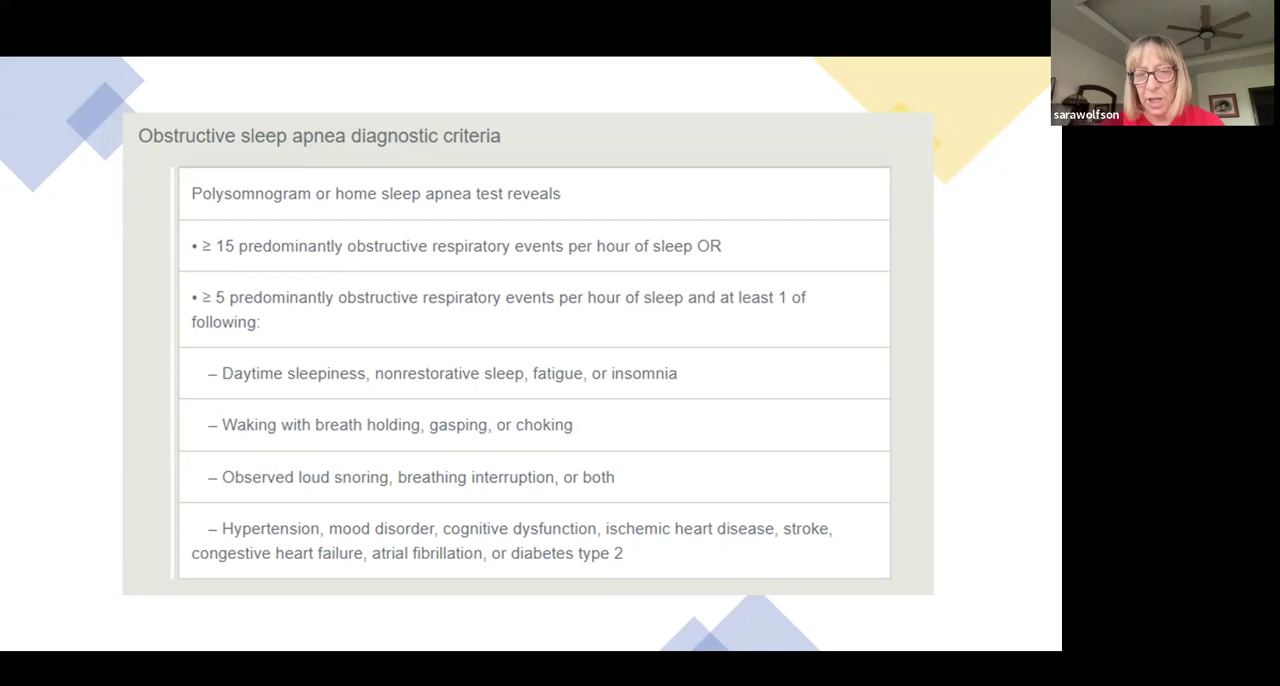 Obstructive sleep apnea diagnostic criteria
Polysomnogram or home sleep apnea test reveals
• ≥ 15 predominantly obstructive respiratory events per hour of sleep OR
• ≥ 5 predominantly obstructive respiratory events per hour of sleep and at least 1 of
following:
– Daytime sleepiness, nonrestorative sleep, fatigue, or insomnia
– Waking with breath holding, gasping, or choking
– Observed loud snoring, breathing interruption, or both
– Hypertension, mood disorder, cognitive dysfunction, ischemic heart disease, stroke,
congestive heart failure, atrial fibrillation, or diabetes type 2
sarawolfson